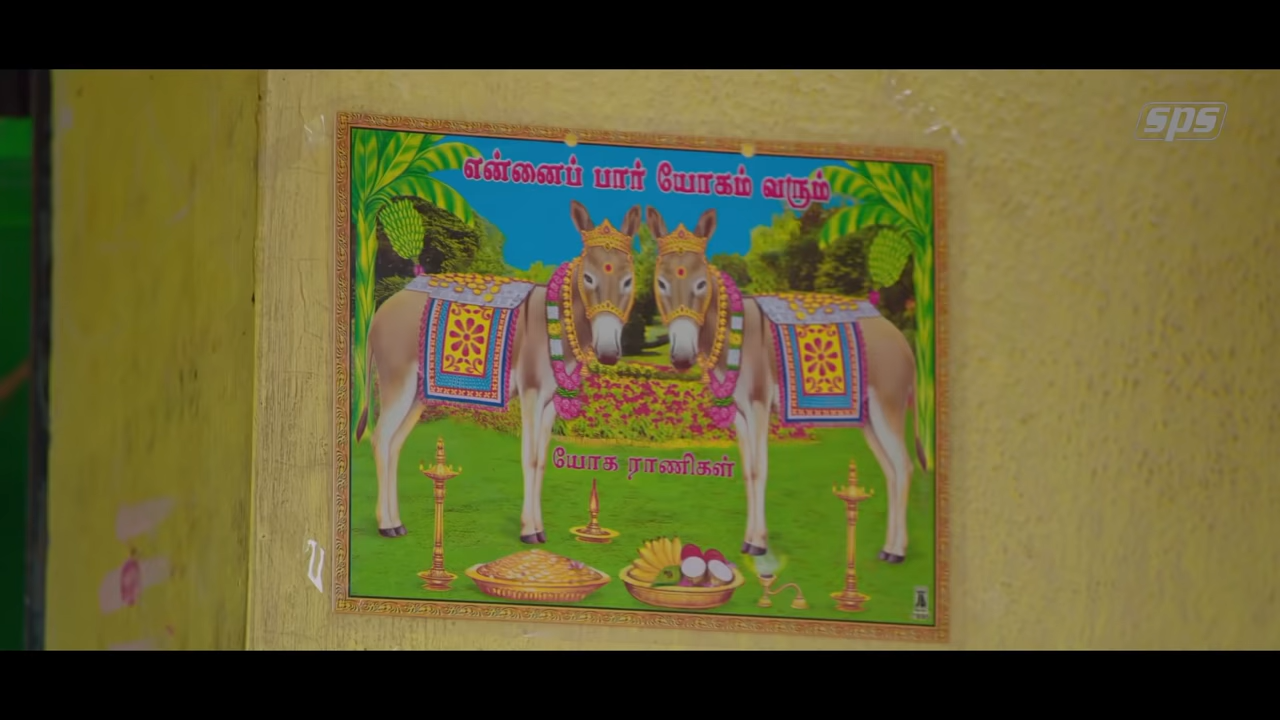 sps
என்னைப் பார் யோகம் வரும்
யோக ராணிகள்